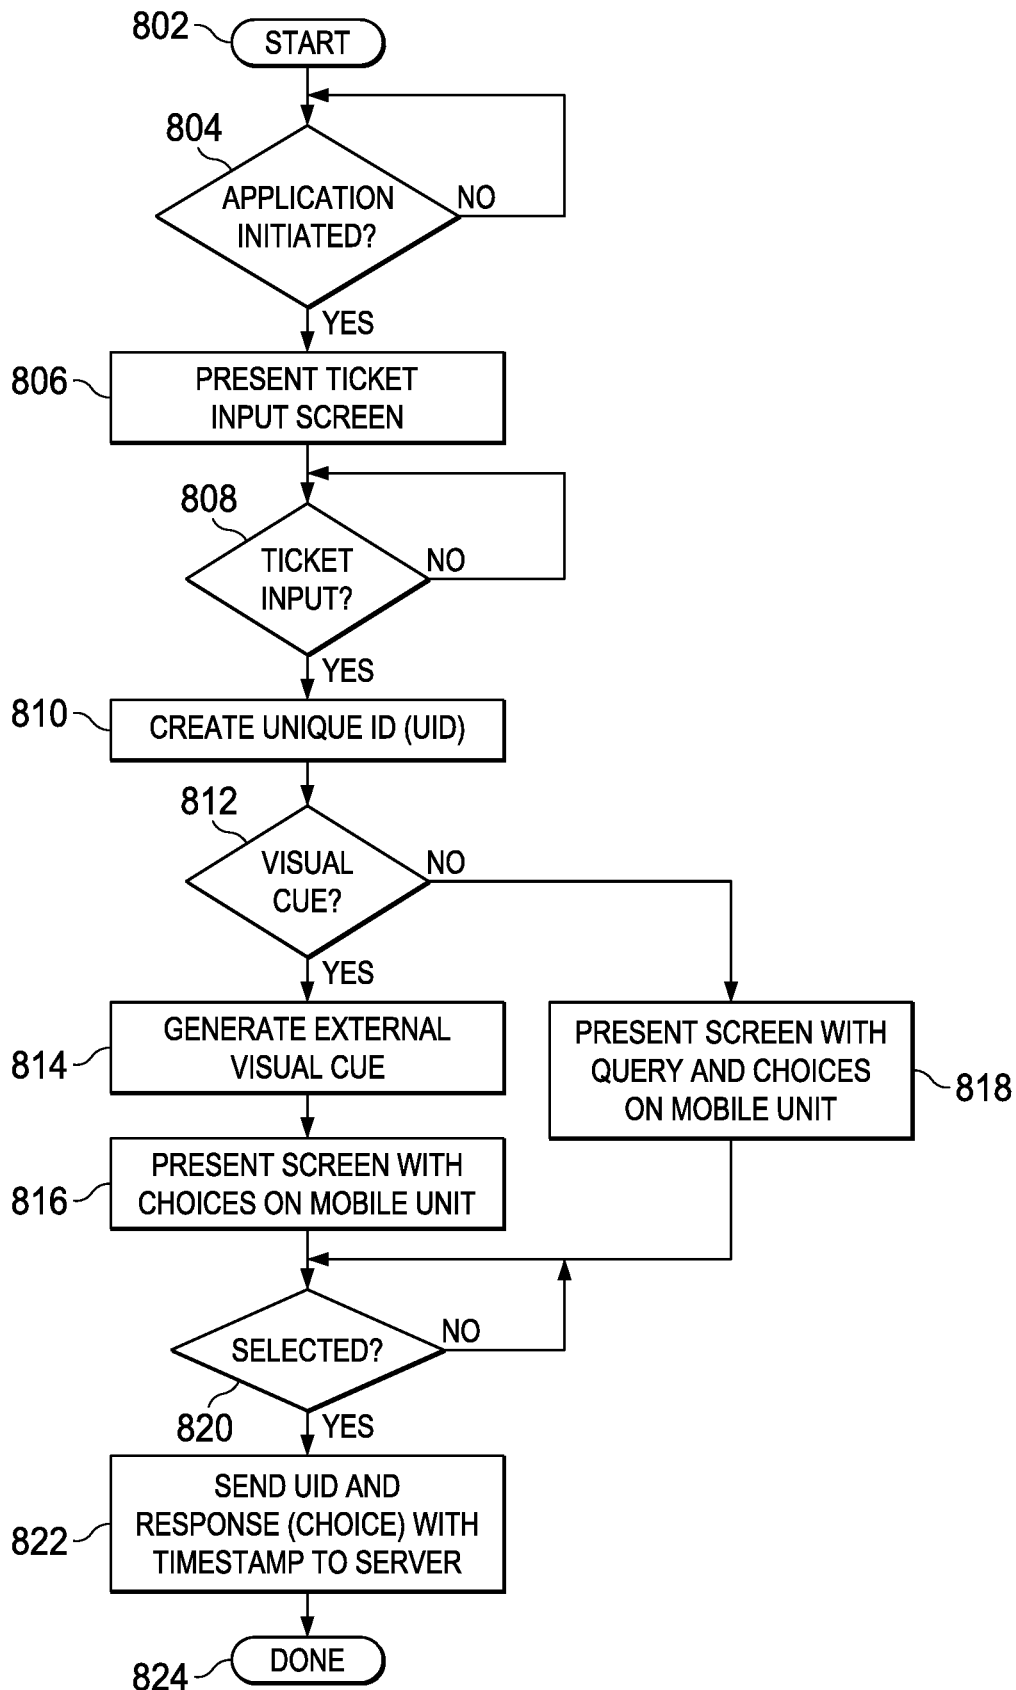 802
START
804
APPLICATION
INITIATED?
NO
YES
806
PRESENT TICKET
INPUT SCREEN
808
TICKET
INPUT?
NO
YES
810
CREATE UNIQUE ID (UID)
812
VISUAL
CUE?
NO
YES
814
GENERATE EXTERNAL
VISUAL CUE
PRESENT SCREEN WITH
QUERY AND CHOICES
ON MOBILE UNIT
818
816
PRESENT SCREEN WITH
CHOICES ON MOBILE UNIT
SELECTED?
NO
820
YES
822
SEND UID AND
RESPONSE (CHOICE) WITH
TIMESTAMP TO SERVER
824
DONE